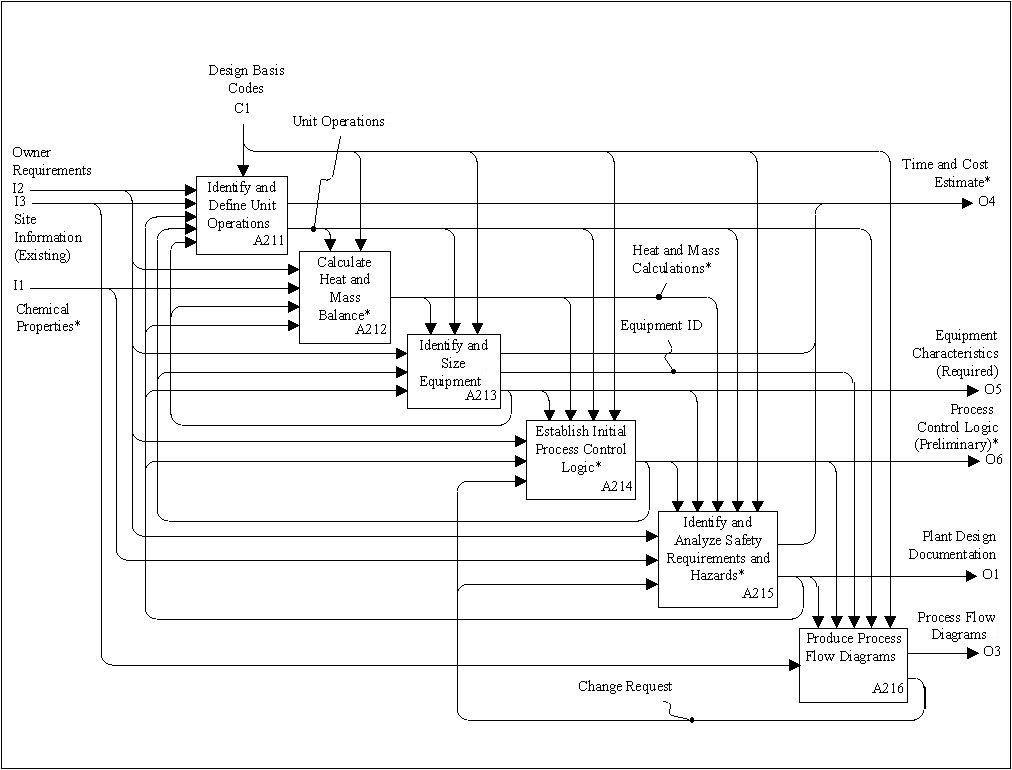 Design Basis
Codes
C1
Unit Operations
Owner
Requirements
I2
I3
Site
Information
(Existing)
I1
Chemical
Properties*
Time and Cost
Estimate*
O4
Identify and
Define Unit
Operations
A211
Calculate
Heat and
Mass
Balance*
A212
Heat and Mass
Calculations*
Equipment ID
Identify and
Size
Equipment
A213
Equipment
Characteristics
(Required)
O5
Process
Control Logic
(Preliminary)*
O6
Establish Initial
Process Control
Logic*
A214
Identify and
Analyze Safety
Requirements and
Hazards*
A215
Plant Design
Documentation
O1
Process Flow
Diagrams
O3
Produce Process
Flow Diagrams
A216
Change Request